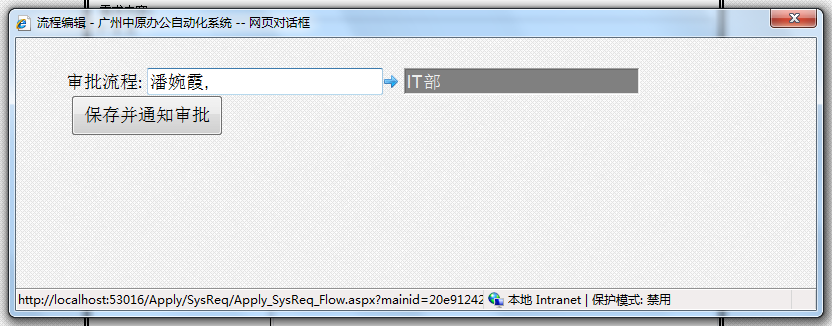 流程编辑 - 广州中原办公自动化系统 -- 网页对话框
审批流程: 潘婉霞, IT部
保存并通知审批
http://localhost:53016/Apply/SysReq/Apply_SysReq_Flow.aspx?mainid=20e91242 本地 Intranet | 保护模式: 禁用